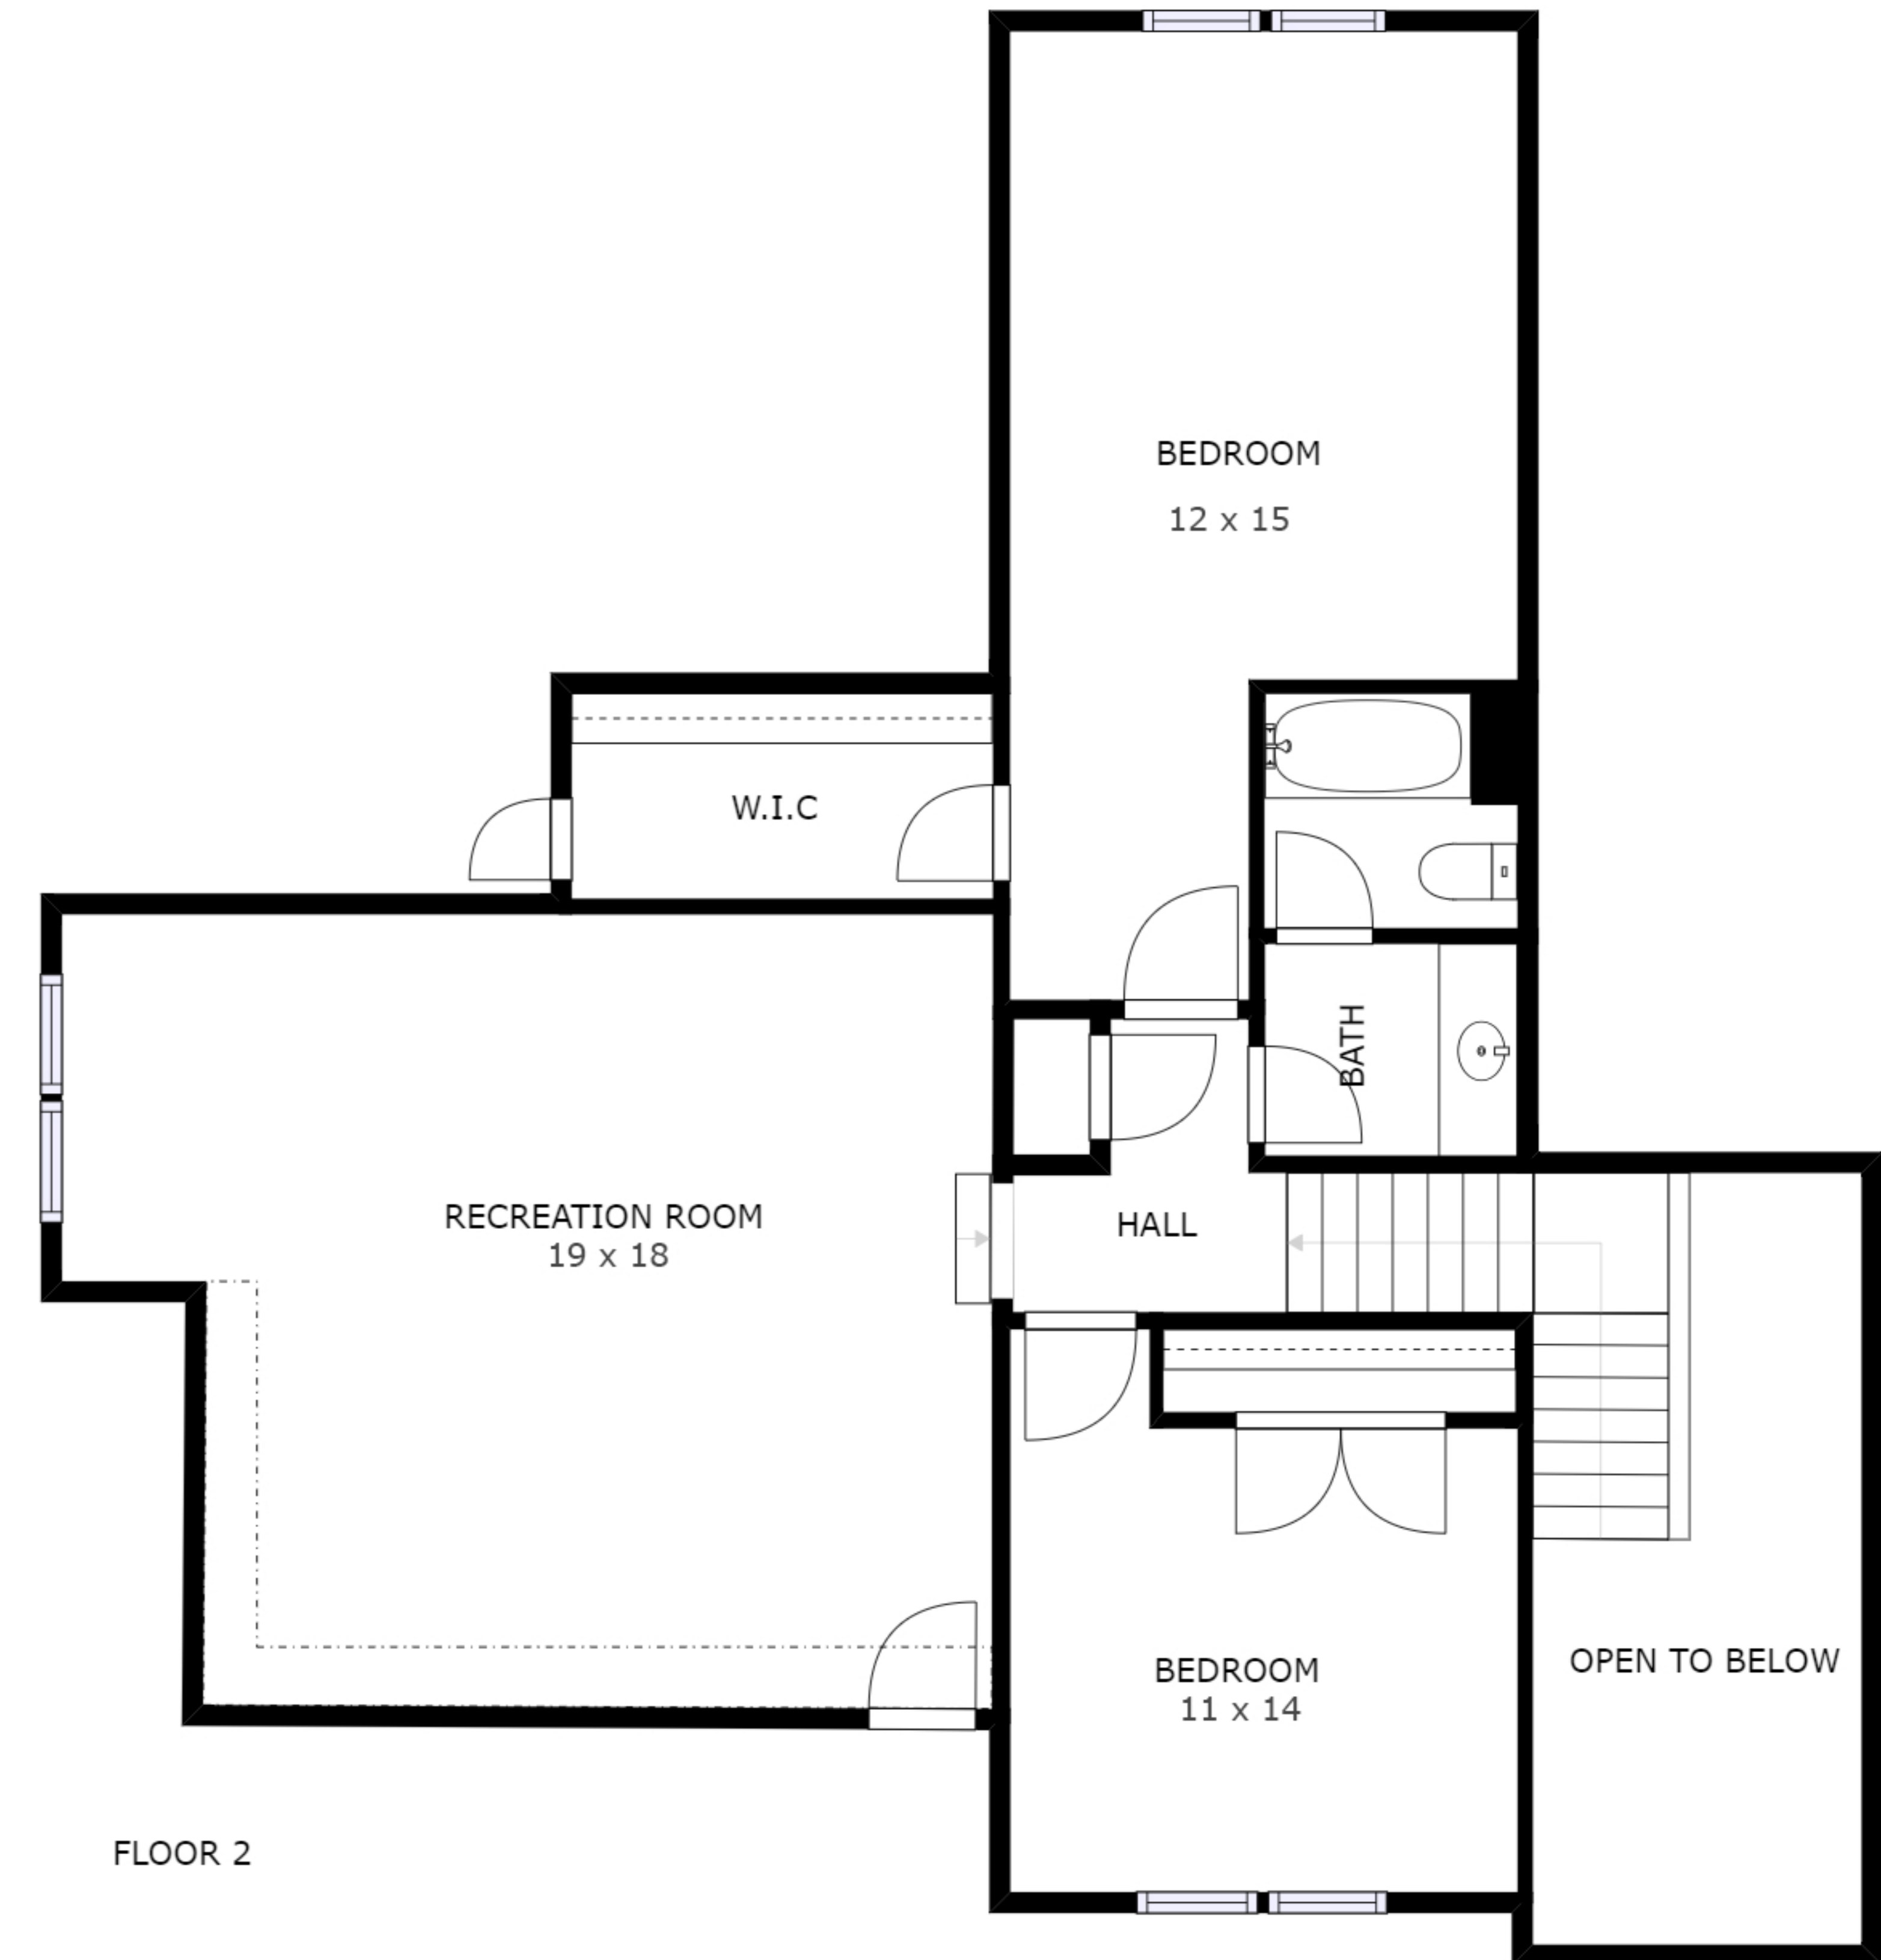 BEDROOM
12 x 15
W.I.C
BATH
RECREATION ROOM
19 x 18
HALL
BEDROOM
11 x 14
OPEN TO BELOW
FLOOR 2